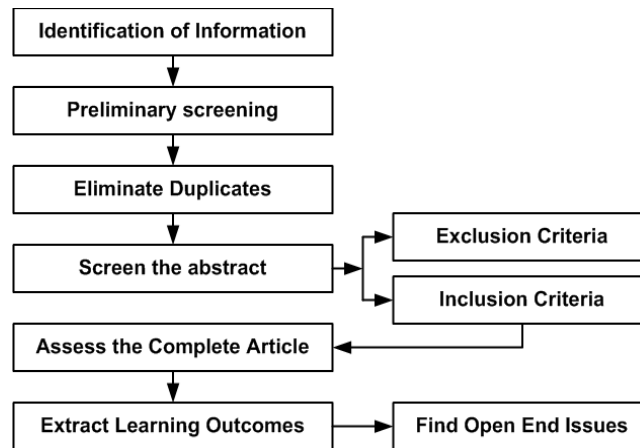 Identification of Information
Preliminary screening
Eliminate Duplicates
Screen the abstract
Exclusion Criteria
Inclusion Criteria
Assess the Complete Article
Extract Learning Outcomes
Find Open End Issues